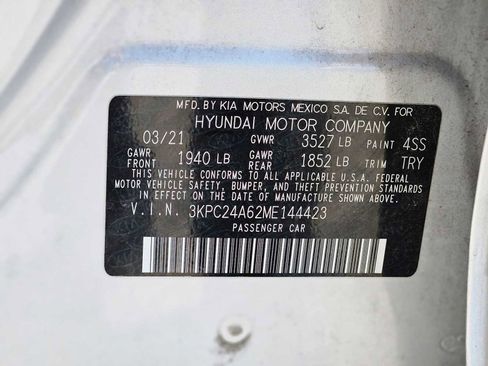 MFD. BY KIA MOTORS MEXICO S.A. DE C.V. FOR
HYUNDAI MOTOR COMPANY
03/21 GVWR 3527 LB PAINT 4SS
GAWR FRONT 1940 LB GAWR REAR 1852 LB TRIM TRY
THIS VEHICLE CONFORMS TO ALL APPLICABLE U.S.A. FEDERAL
MOTOR VEHICLE SAFETY, BUMPER, AND THEFT PREVENTION STANDARDS
IN EFFECT ON THE DATE OF MANUFACTURE SHOWN ABOVE.
V.I.N. 3KPC24A62ME144423
PASSENGER CAR